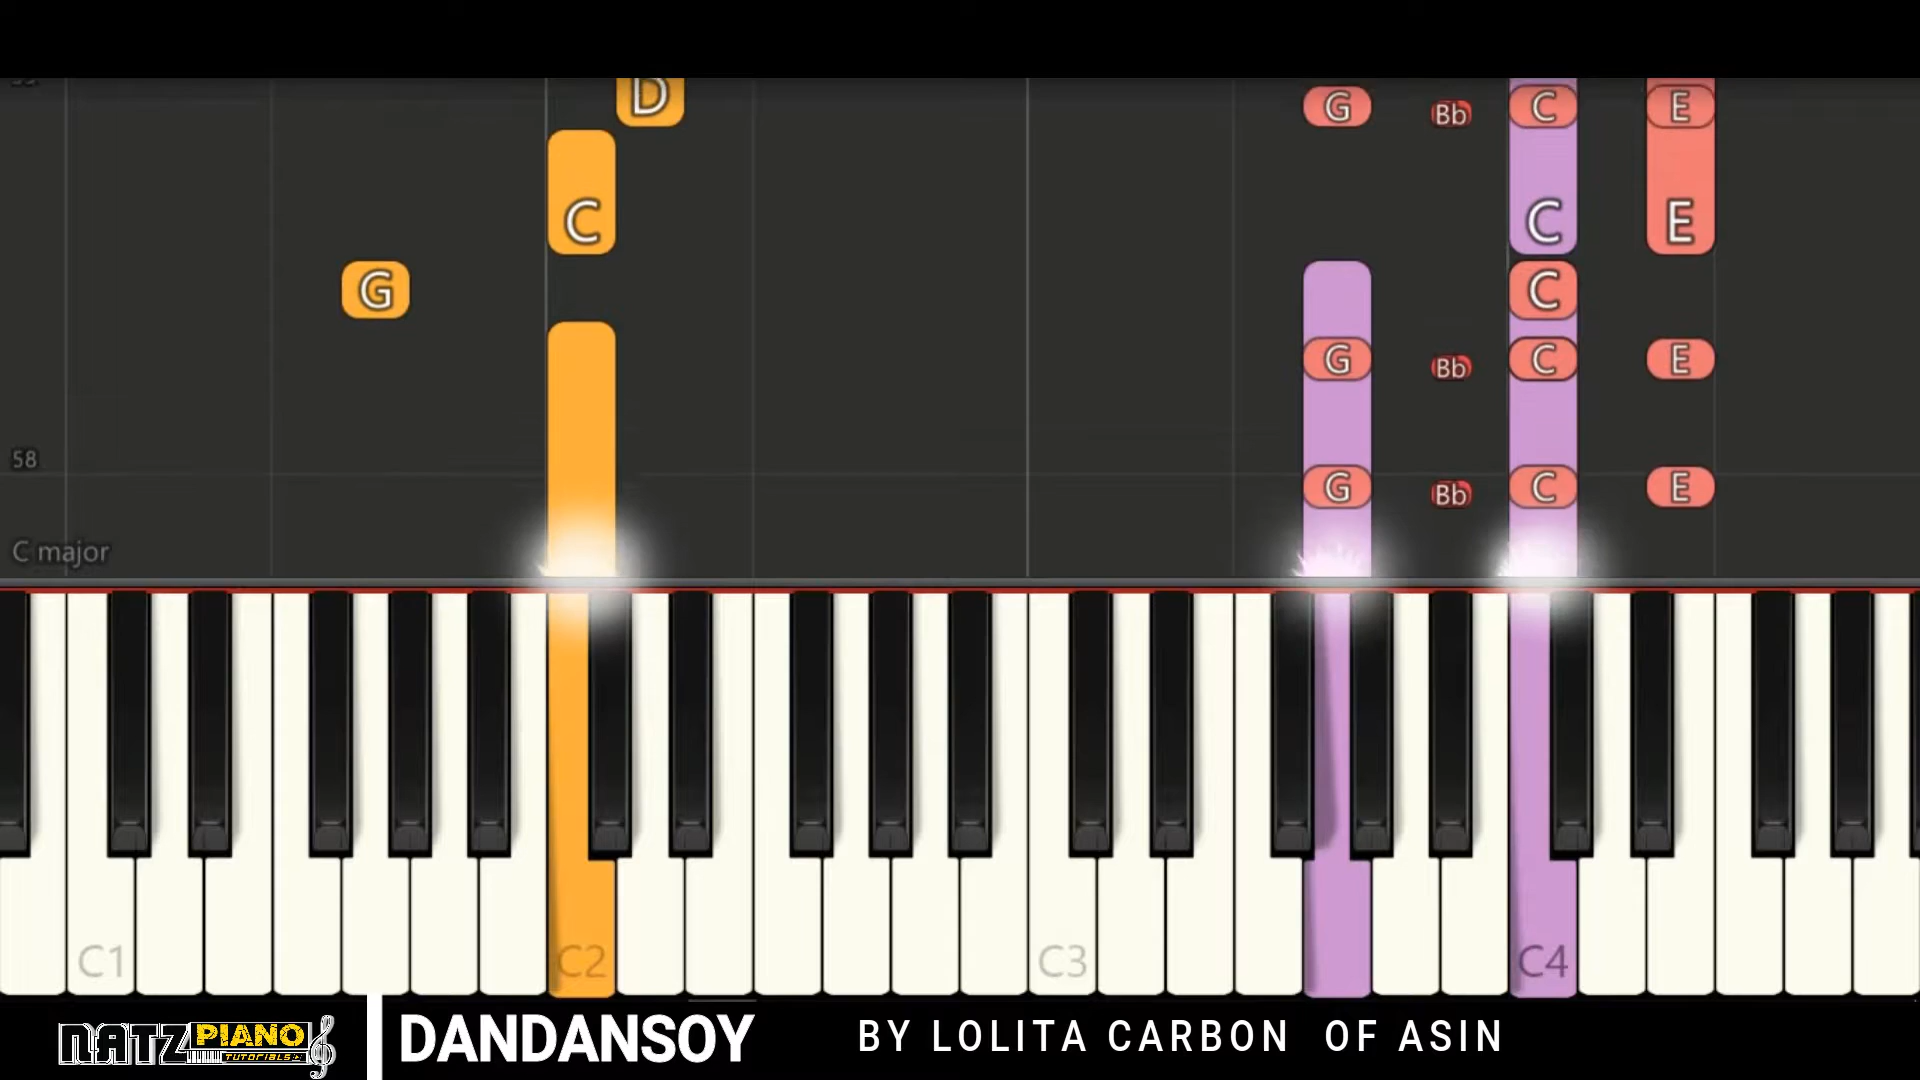 D
G Bb C E
C C E
G C
G Bb C E
58
G Bb C E
C major
C1 C2 C3 C4
NATZ PIANO TUTORIALS
DANDANSOY BY LOLITA CARBON OF ASIN